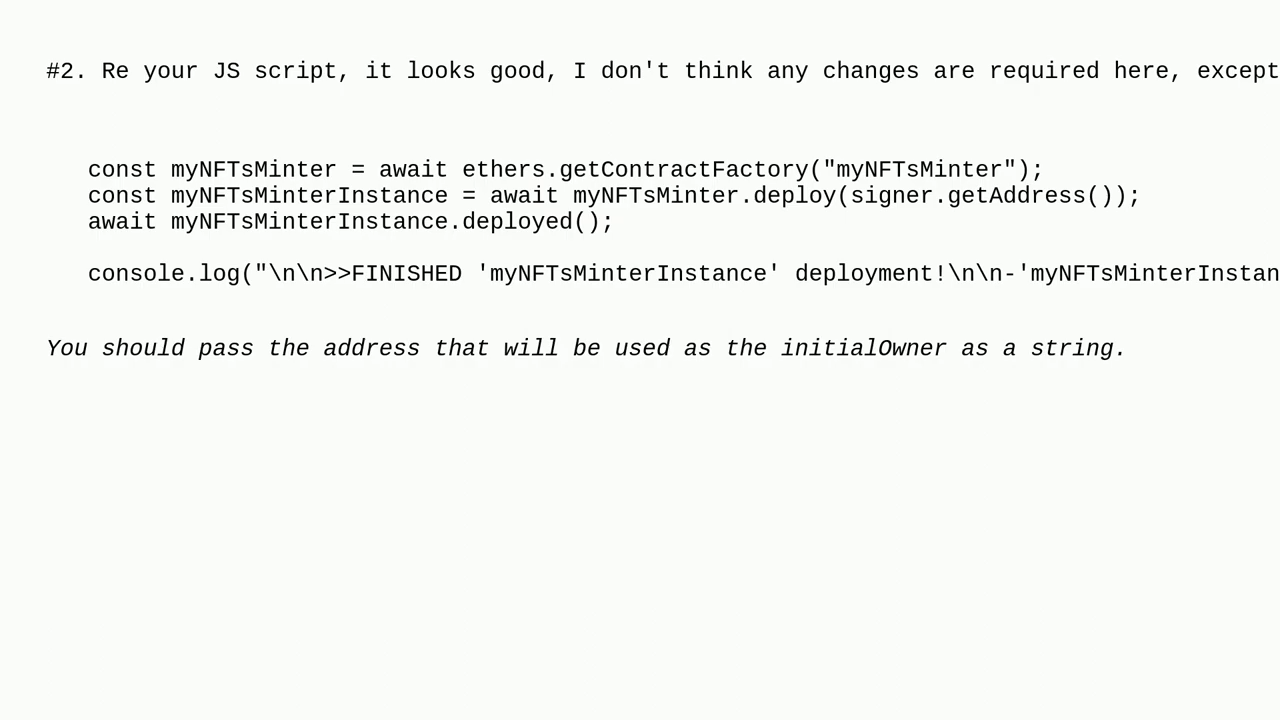 #2. Re your JS script, it looks good, I don't think any changes are required here, except
const myNFTsMinter = await ethers.getContractFactory("myNFTsMinter");
const myNFTsMinterInstance = await myNFTsMinter.deploy(signer.getAddress());
await myNFTsMinterInstance.deployed();
console.log("\n\n>>FINISHED 'myNFTsMinterInstance' deployment!\n\n-'myNFTsMinterInstan
You should pass the address that will be used as the initialOwner as a string.